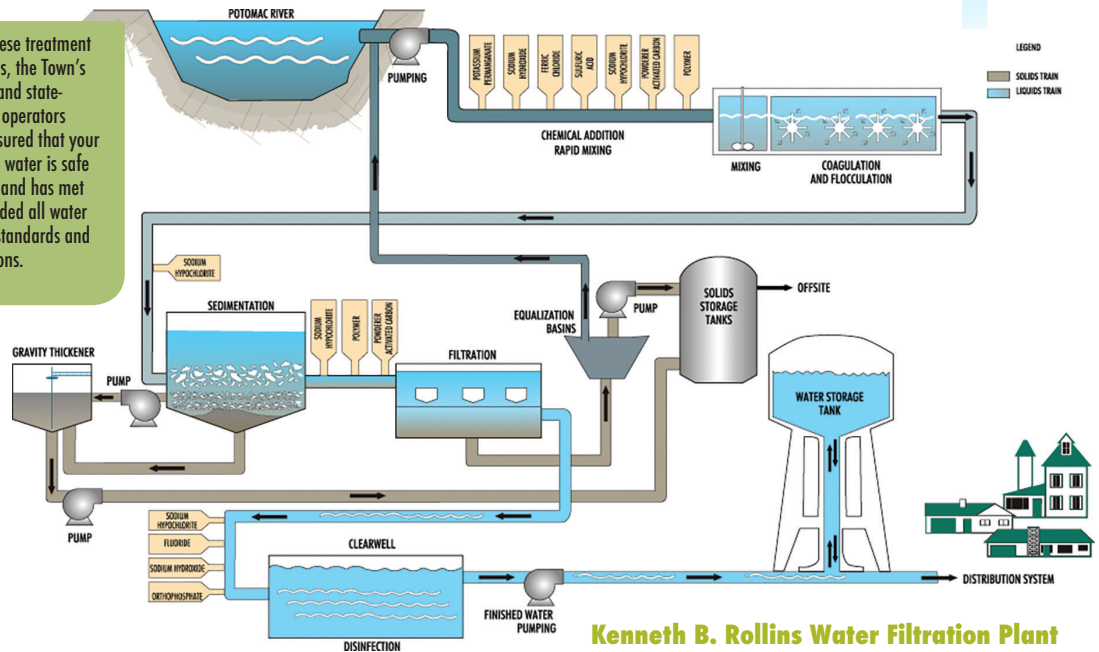 ese treatment
s, the Town's
and state-
operators
sured that your
water is safe
and has met
ded all water
standards and
ons.
POTOMAC RIVER
PUMPING
POTASSIUM
PERMANGANATE
SODIUM
HYDROXIDE
FERRIC
CHLORIDE
SULFURIC
ACID
SODIUM
HYPOCHLORITE
POWDERER
ACTIVATED CARBON
POLYMER
CHEMICAL ADDITION
RAPID MIXING
MIXING
COAGULATION
AND FLOCCULATION
LEGEND
SOLIDS TRAIN
LIQUIDS TRAIN
SODIUM
HYPOCHLORITE
SEDIMENTATION
SODIUM
HYPOCHLORITE
POLYMER
POWDERER
ACTIVATED CARBON
FILTRATION
EQUALIZATION
BASINS
PUMP
SOLIDS
STORAGE
TANKS
OFFSITE
GRAVITY THICKENER
PUMP
WATER STORAGE
TANK
PUMP
SODIUM
HYPOCHLORITE
FLUORIDE
SODIUM HYDROXIDE
ORTHOPHOSPHATE
CLEARWELL
DISINFECTION
FINISHED WATER
PUMPING
DISTRIBUTION SYSTEM
Kenneth B. Rollins Water Filtration Plant